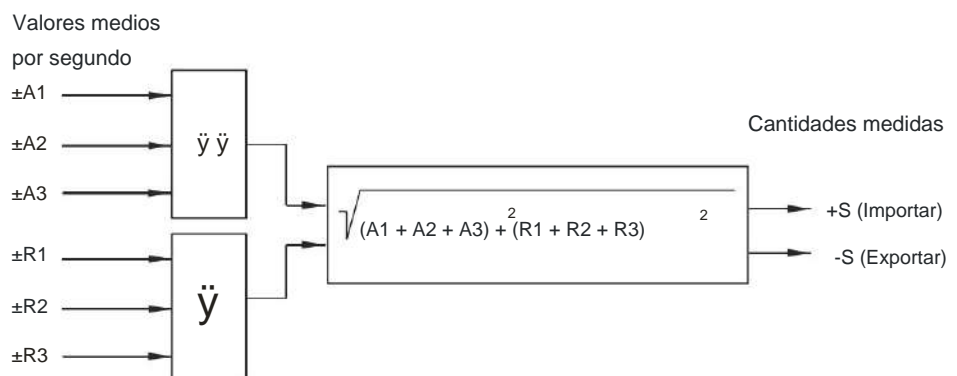 Valores medios
por segundo
±A1
±A2
±A3
ÿ ÿ
±R1
±R2
±R3
ÿ
√(A1 + A2 + A3)² + (R1 + R2 + R3)²
Cantidades medidas
+S (Importar)
-S (Exportar)